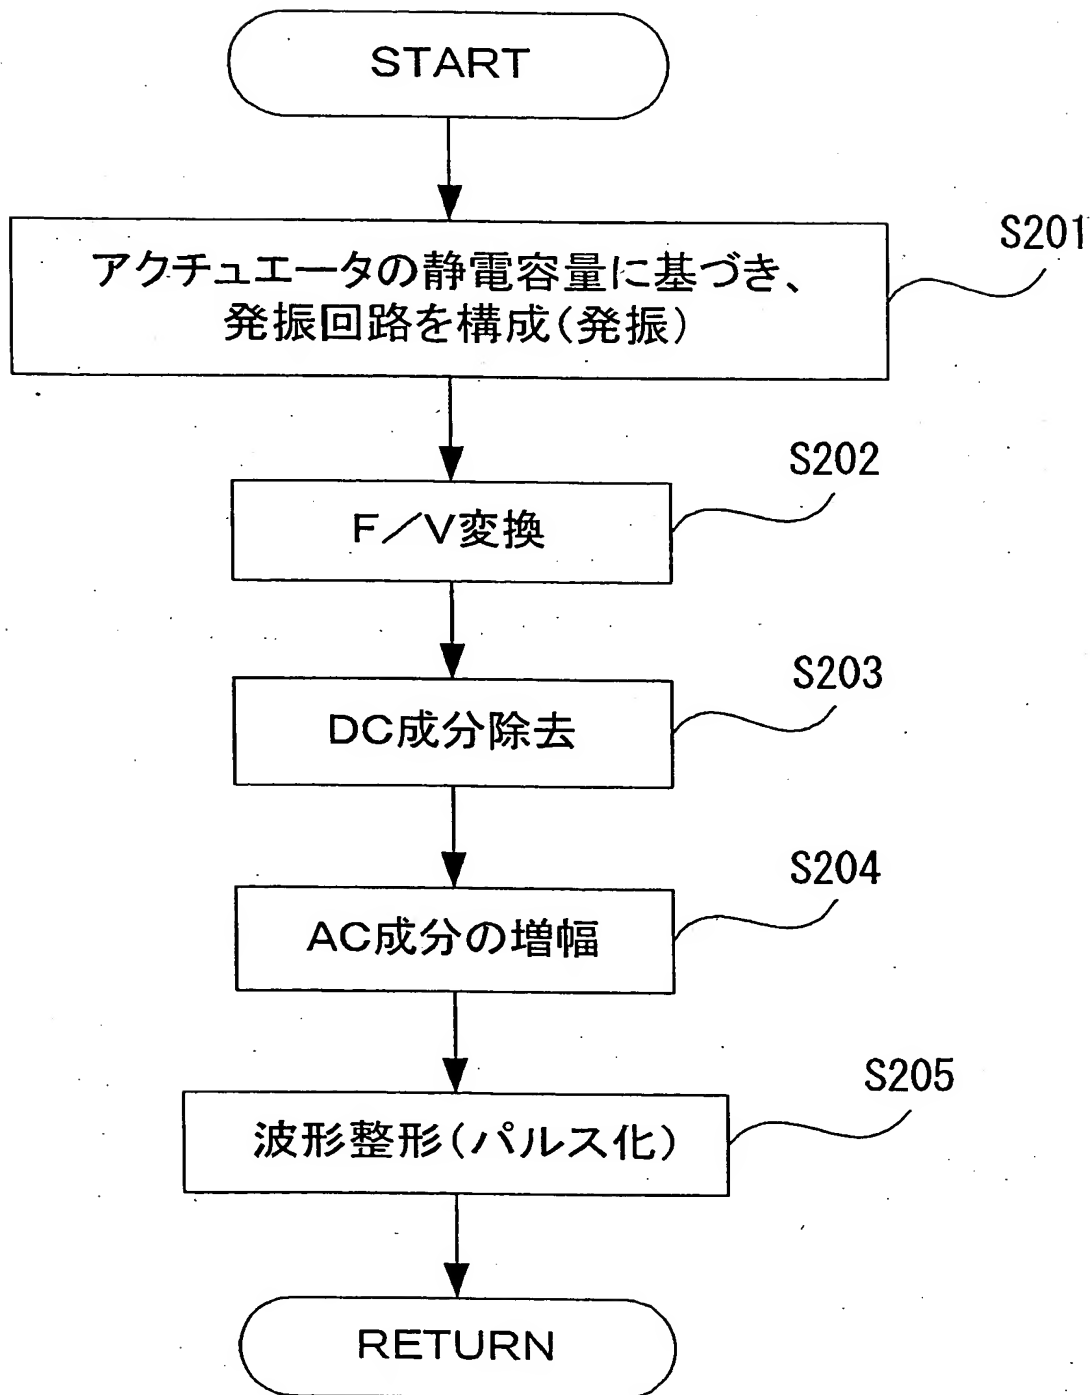 START
S201
アクチュエータの静電容量に基づき、
発振回路を構成(発振)
S202
F/V変換
S203
DC成分除去
S204
AC成分の増幅
S205
波形整形(パルス化)
RETURN